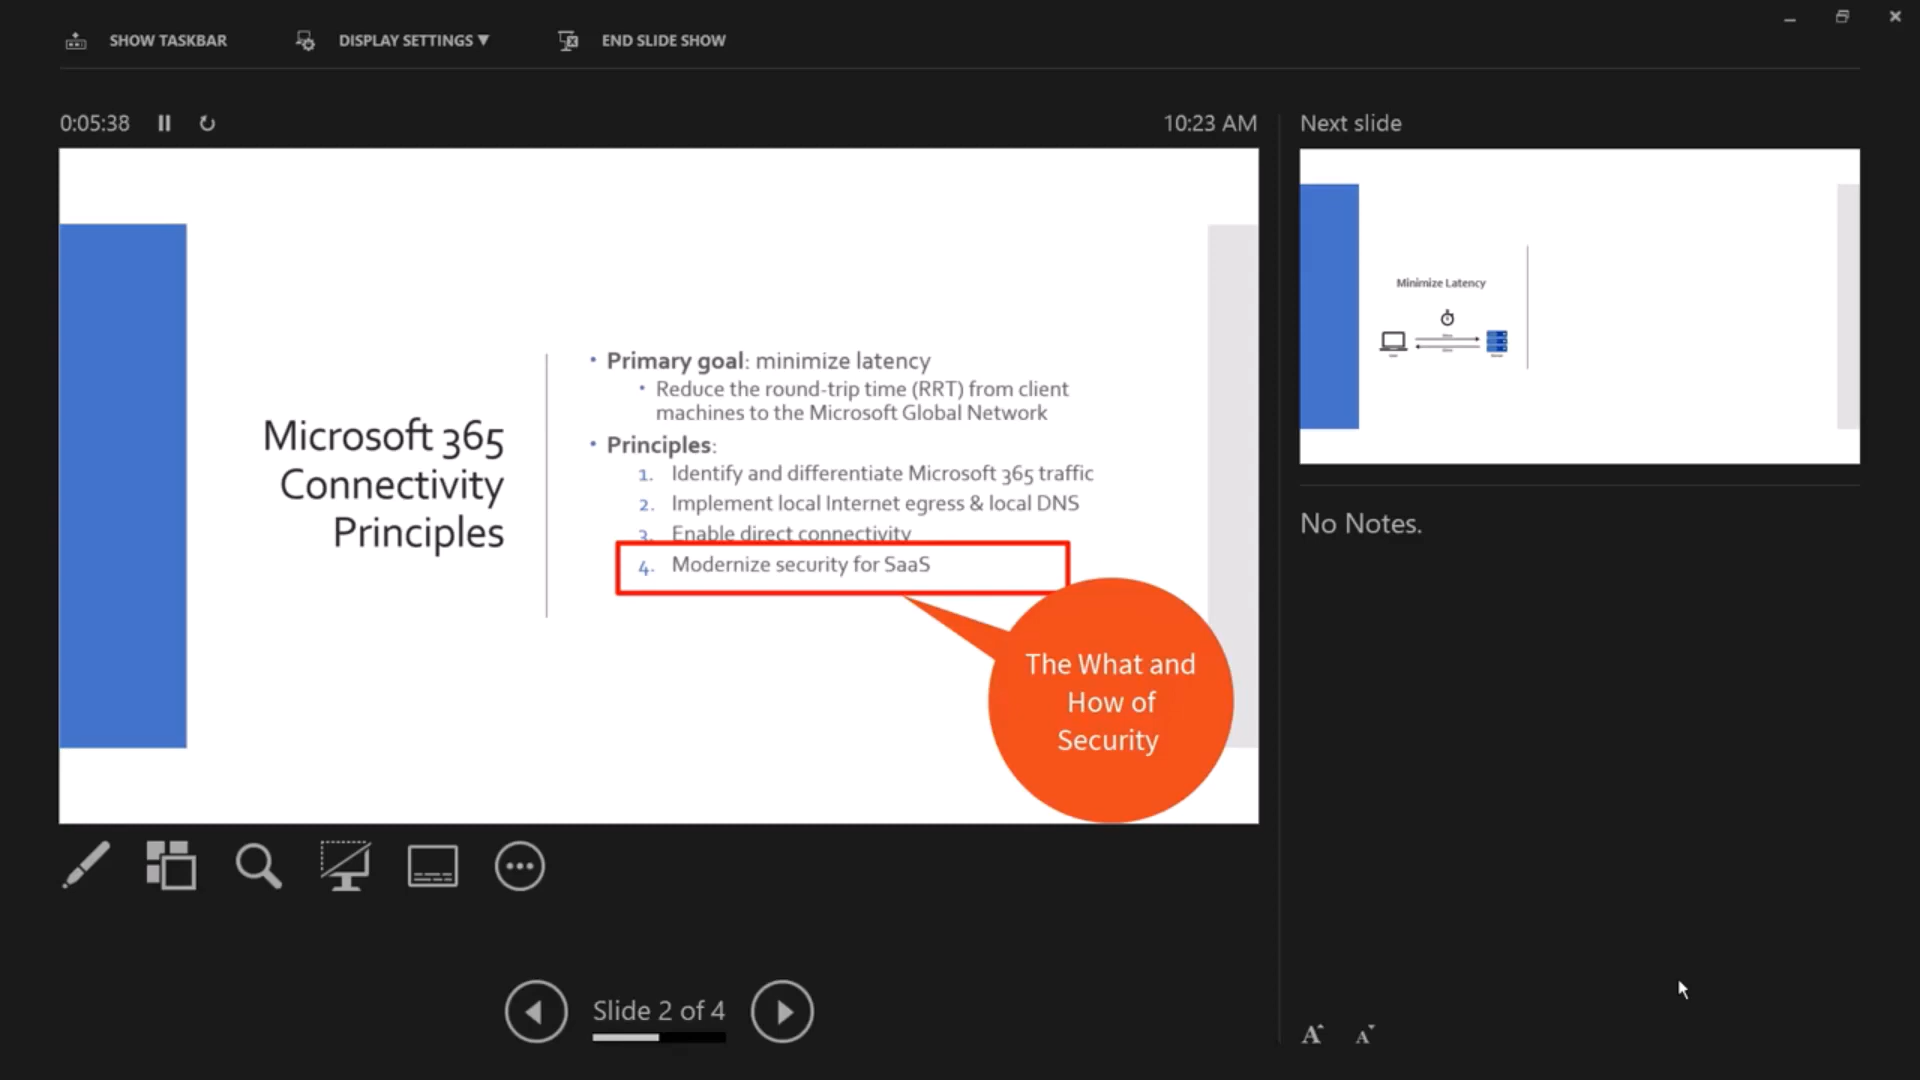 SHOW TASKBAR
DISPLAY SETTINGS ▼
END SLIDE SHOW
0:05:38
10:23 AM
Next slide
Microsoft 365
Connectivity
Principles
• Primary goal: minimize latency
• Reduce the round-trip time (RRT) from client
machines to the Microsoft Global Network
• Principles:
1. Identify and differentiate Microsoft 365 traffic
2. Implement local Internet egress & local DNS
3. Enable direct connectivity
4. Modernize security for SaaS
The What and
How of
Security
Minimize Latency
No Notes.
Slide 2 of 4
A A